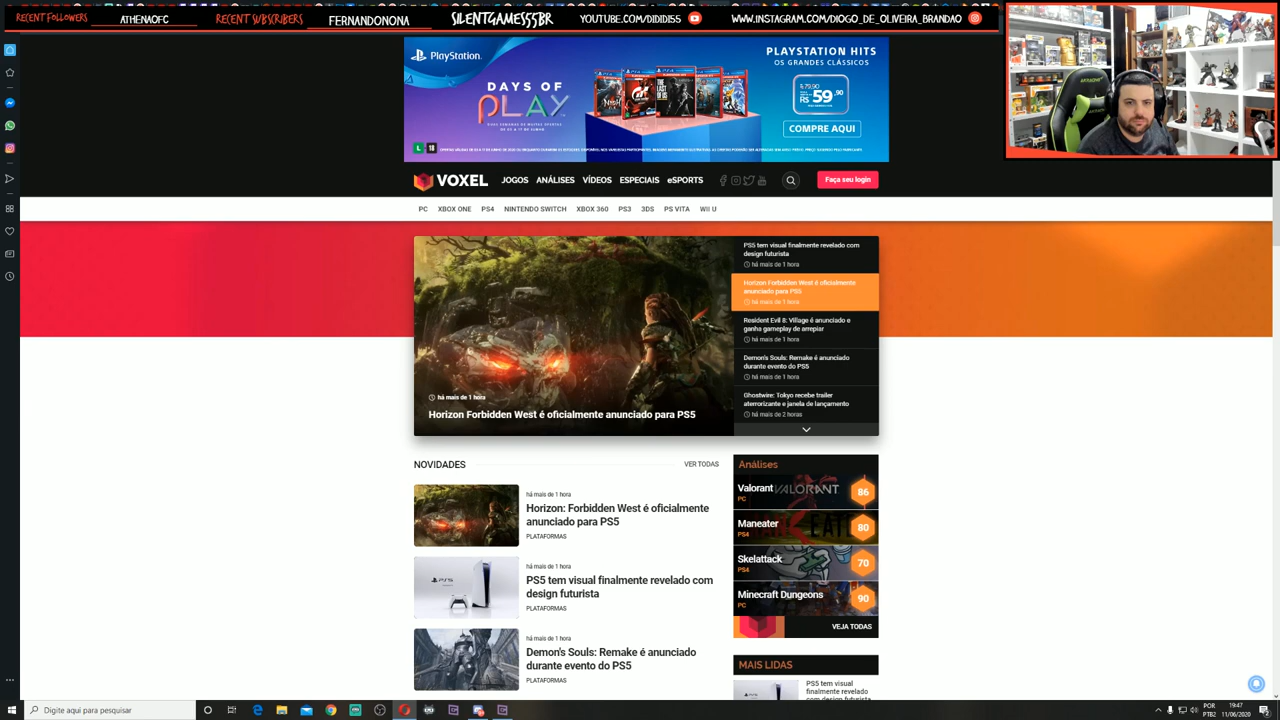 RECENT FOLLOWERS ATHENAOFC RECENT SUBSCRIBERS FERNANDONONA SILENTGAMES55BR YOUTUBE.COM/DIDIDI55 WWW.INSTAGRAM.COM/DIOGO_DE_OLIVEIRA_BRANDAO
PlayStation
DAYS OF
PLAY
PLAYSTATION HITS
OS GRANDES CLÁSSICOS
R$ 59,90
COMPRE AQUI
L 18
VOXEL JOGOS ANÁLISES VÍDEOS ESPECIAIS eSPORTS Faça seu login
PC XBOX ONE PS4 NINTENDO SWITCH XBOX 360 PS3 3DS PS VITA WII U
há mais de 1 hora
Horizon Forbidden West é oficialmente anunciado para PS5
PS5 tem visual finalmente revelado com
design futurista
há mais de 1 hora
Horizon Forbidden West é oficialmente
anunciado para PS5
há mais de 1 hora
Resident Evil 8: Village é anunciado e
ganha gameplay de arrepiar
há mais de 1 hora
Demon's Souls: Remake é anunciado
durante evento do PS5
há mais de 1 hora
Ghostwire: Tokyo recebe trailer
aterrorizante e janela de lançamento
há mais de 2 horas
NOVIDADES VER TODAS
há mais de 1 hora
Horizon: Forbidden West é oficialmente
anunciado para PS5
PLATAFORMAS
há mais de 1 hora
PS5 tem visual finalmente revelado com
design futurista
PLATAFORMAS
há mais de 1 hora
Demon's Souls: Remake é anunciado
durante evento do PS5
PLATAFORMAS
Análises
Valorant
PC
VALORANT
86
Maneater
PS4
80
Skelattack
PS4
70
Minecraft Dungeons
PC
90
VEJA TODAS
MAIS LIDAS
PS5 tem visual
finalmente revelado
com design futurista
Digite aqui para pesquisar
POR
PTB2
19:47
11/06/2020